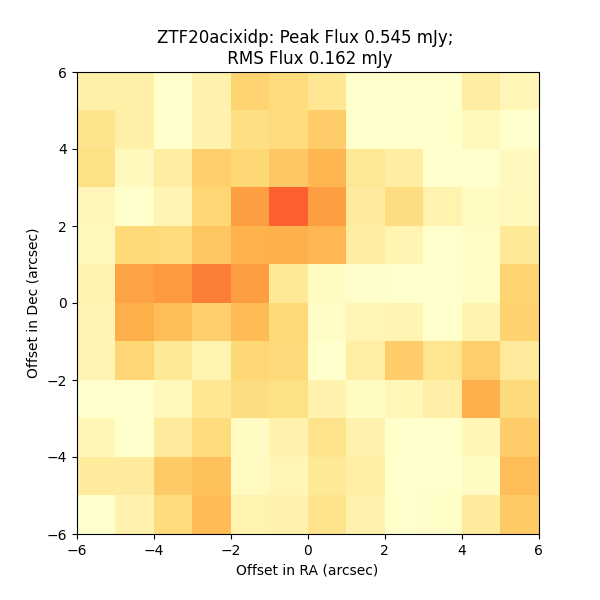 ZTF20acixidp: Peak Flux 0.545 mJy;
RMS Flux 0.162 mJy
6
4
2
0
−2
−4
−6
Offset in Dec (arcsec)
−6 −4 −2 0 2 4 6
Offset in RA (arcsec)